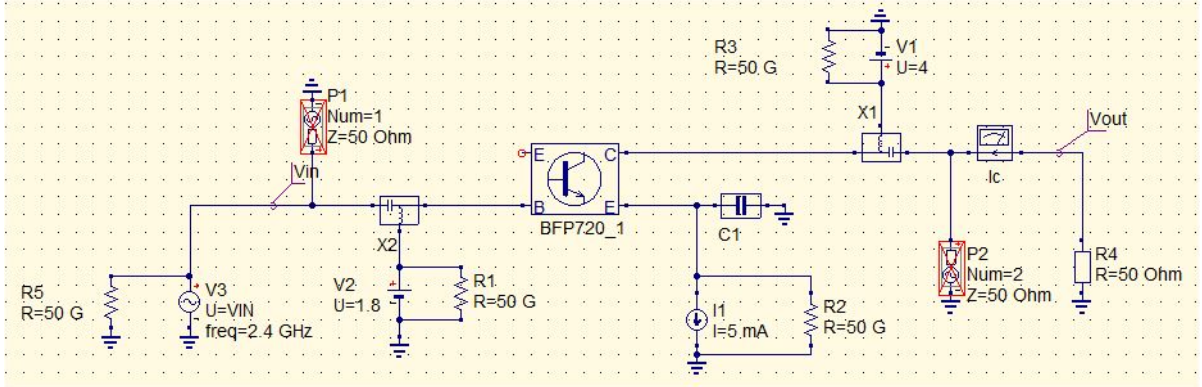 R3
R=50 G
V1
U=4
P1
Num=1
Z=50 Ohm
X1
Vout
Vin
E
C
Ic
B
E
BFP720_1
C1
X2
P2
Num=2
Z=50 Ohm
R4
R=50 Ohm
R5
R=50 G
V3
U=VIN
freq=2.4 GHz
V2
U=1.8
R1
R=50 G
I1
I=5 mA
R2
R=50 G